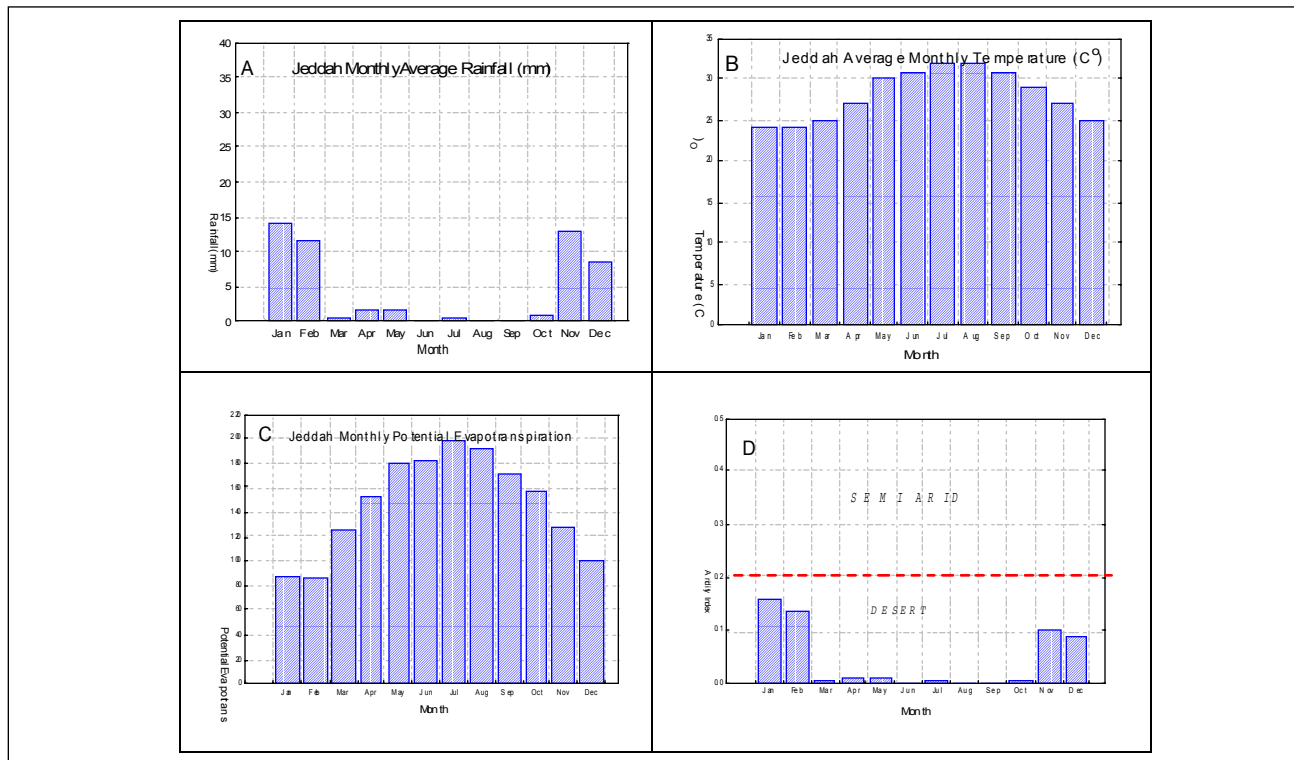 A Jeddah Monthly Average Rainfall (mm)
40
35
30
25
20
15
10
5
0
Rainfall (mm)
Jan Feb Mar Apr May Jun Jul Aug Sep Oct Nov Dec
Month
B Jeddah Average Monthly Temperature (C°)
35
30
25
20
15
10
5
0
Temperature (C
O)
Jan Feb Mar Apr May Jun Jul Aug Sep Oct Nov Dec
Month
C Jeddah Monthly Potential Evapotranspiration
220
200
180
160
140
120
100
80
60
40
20
0
Potential Evapotrans
Jan Feb Mar Apr May Jun Jul Aug Sep Oct Nov Dec
Month
D
0.5
0.4
0.3
0.2
0.1
0.0
Aridity Index
SEMI ARID
DESERT
Jan Feb Mar Apr May Jun Jul Aug Sep Oct Nov Dec
Month